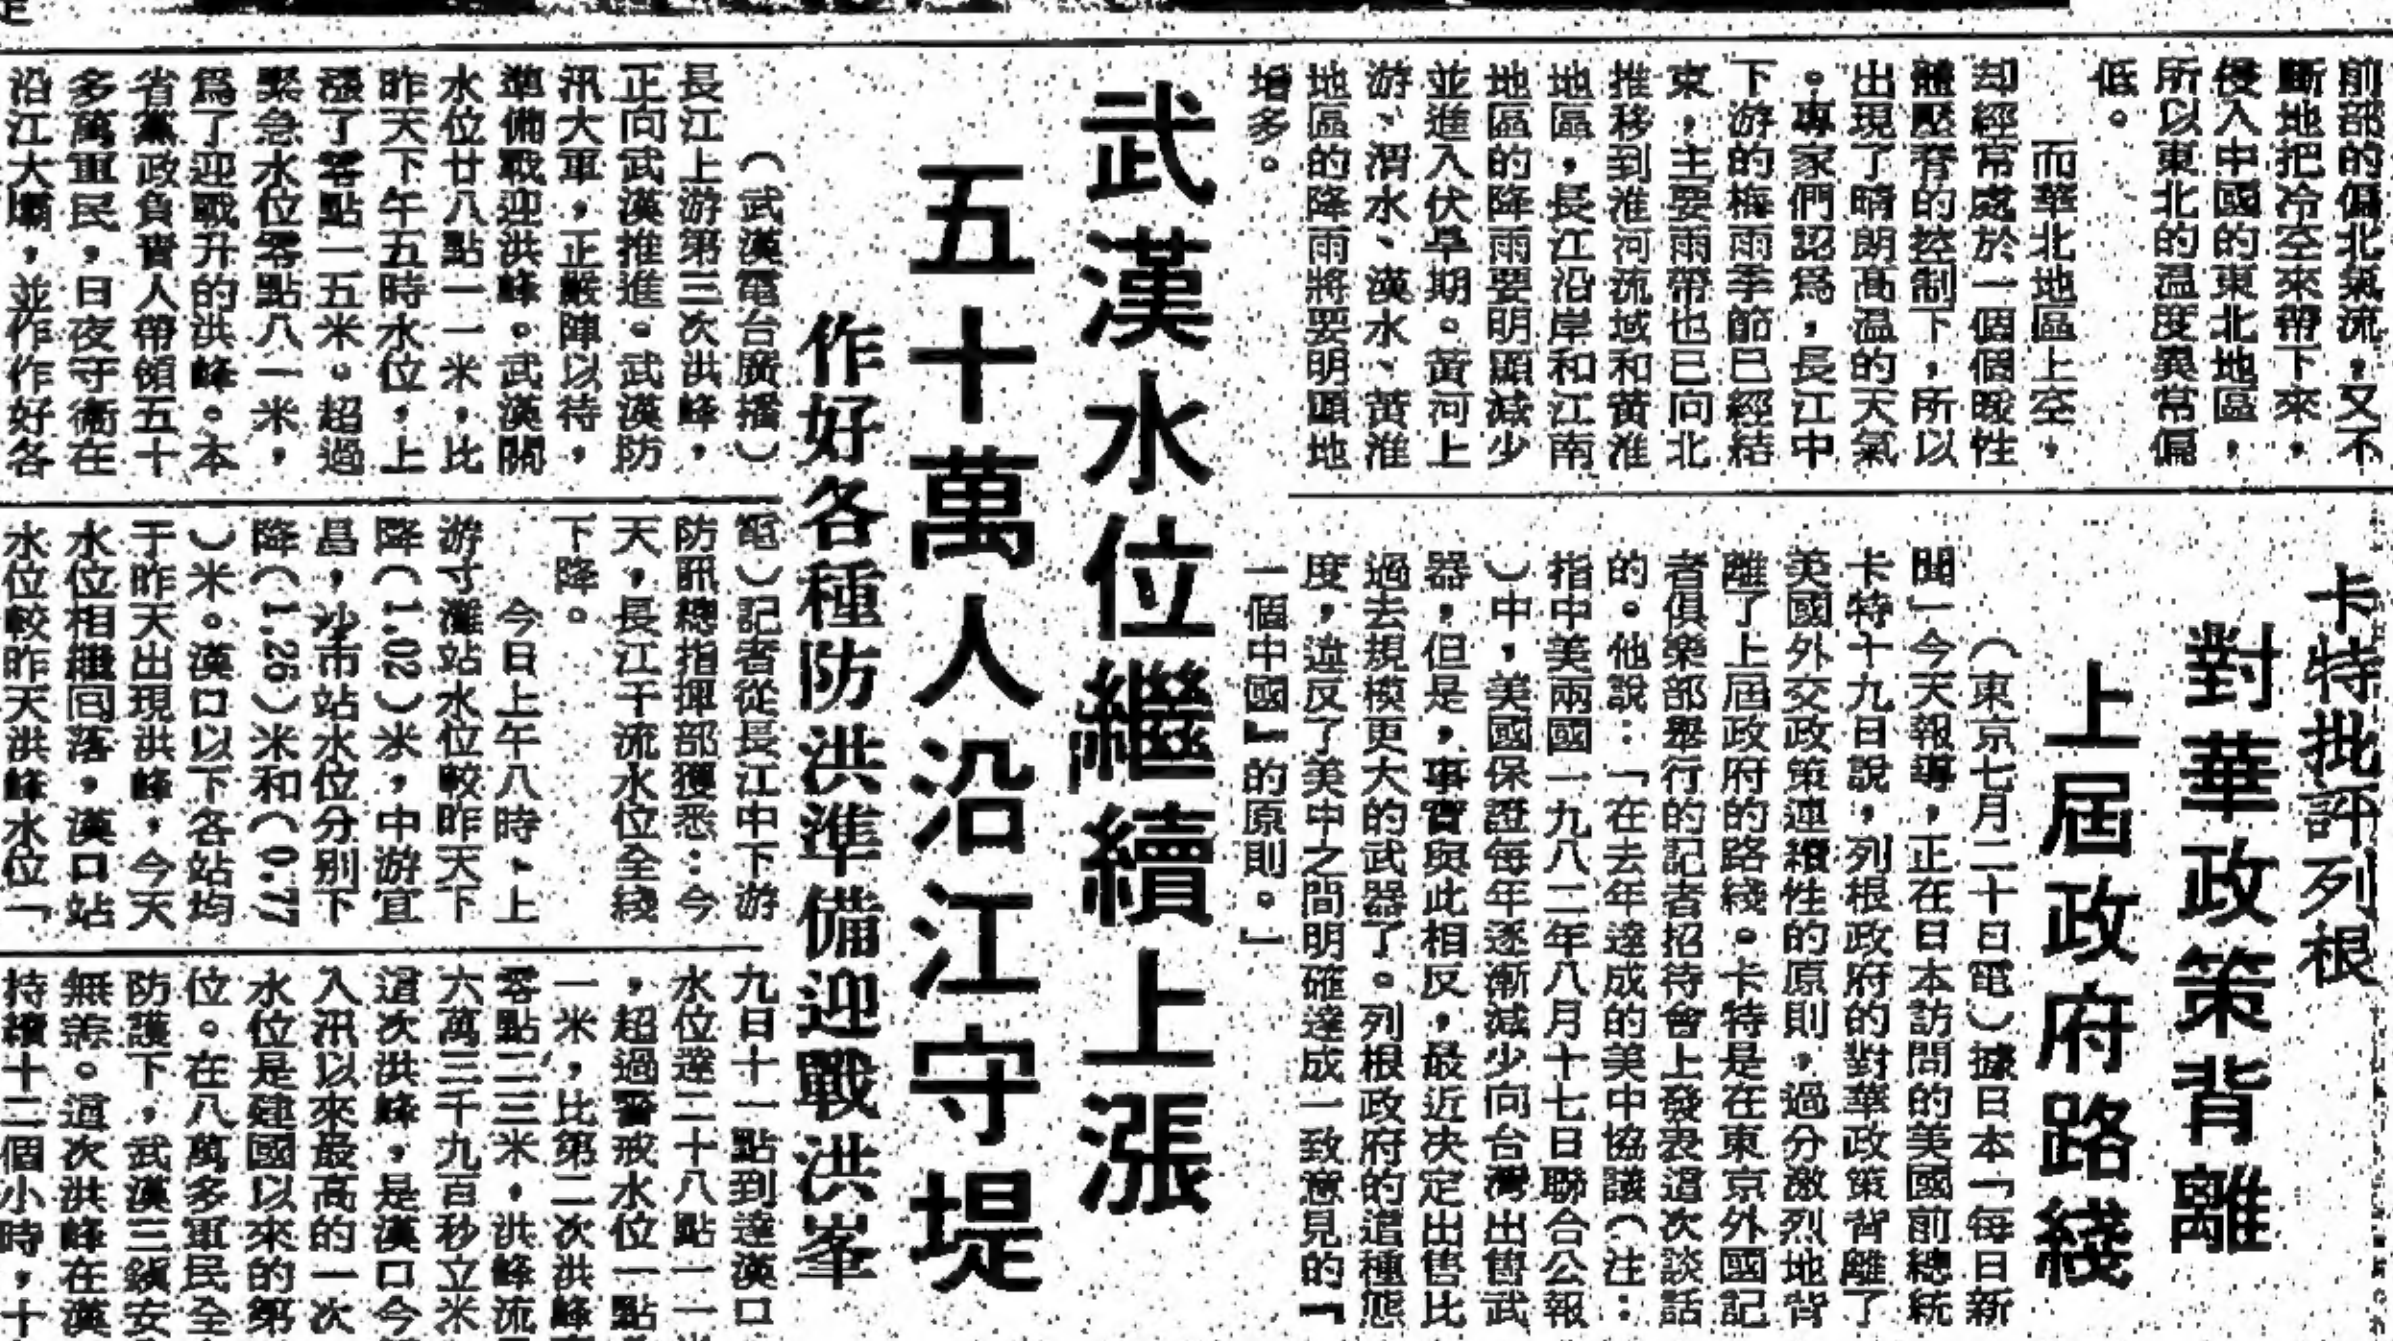 前部的偏北氣流，又不
斷地把冷空來帶下來，
侵入中國的東北地區，
所以東北的温度異常偏
低。
而華北地區上空，
却經常處於一個個暖性
體壓脊的控制下，所以
出現了晴朗高温的天氣
。專家們認爲，長江中
下游的梅雨季節已經結
束，主要雨帶也已向北
推移到淮河流域和黃淮
地區，長江沿岸和江南
地區的降雨要明顯减少
並進入伏旱期。黃河上
游、渭水、漢水、黃淮
地區的降雨將要明顯地
增多。
卡特批評列根
對華政策背離
上屆政府路綫
（東京七月二十日電）據日本「每日新
聞」今天報導，正在日本訪問的美國前總統
卡特十九日說，列根政府的對華政策背離了
美國外交政策連續性的原則，過分激烈地背
離了上屆政府的路綫。卡特是在東京外國記
者俱樂部舉行的記者招待會上發表這次談話
的。他說：「在去年達成的美中協議（注：
指中美兩國一九八二年八月十七日聯合公報
）中，美國保證每年逐漸减少向台灣出售武
器，但是，事實與此相反，最近决定出售比
過去規模更大的武器了。列根政府的這種態
度，違反了美中之間明確達成一致意見的『
一個中國』的原則。」
武漢水位繼續上漲
五十萬人沿江守堤
作好各種防洪準備迎戰洪峯
（武漢電台廣播）
長江上游第三次洪峰，
正向武漢推進。武漢防
汛大軍，正嚴陣以待，
準備戰迎洪峰。武漢關
水位廿八點一一米，比
昨天下午五時水位，上
漲了零點一五米。超過
緊急水位零點八一米，
爲了迎戰升的洪峰。本
省黨政負責人帶領五十
多萬軍民，日夜守衞在
沿江大壩，並作作好各
電）記者從長江中下游
防訊總指揮部獲悉：今
天，長江干流水位全綫
下降。
今日上午八時、上
游寸灘站水位較昨天下
降（1.02）米，中游宜
昌，沙市站水位分别下
降（1.26）米和（0.77
）米。漢口以下各站均
于昨天出現洪峰，今天
水位相繼囘落，漢口站
水位較昨天洪峰水位「
九日十一點到達漢口
水位達二十八點一一
，超過警戒水位一點
一米，比第二次洪峰
零點二三米，洪峰流
六萬三千九百秒立米
這次洪峰，是漢口今
入汛以來最高的一次
水位是建國以來的第
位。在八萬多軍民全
防護下，武漢三鎮安
無恙。這次洪峰在漢
持續十二個小時，十